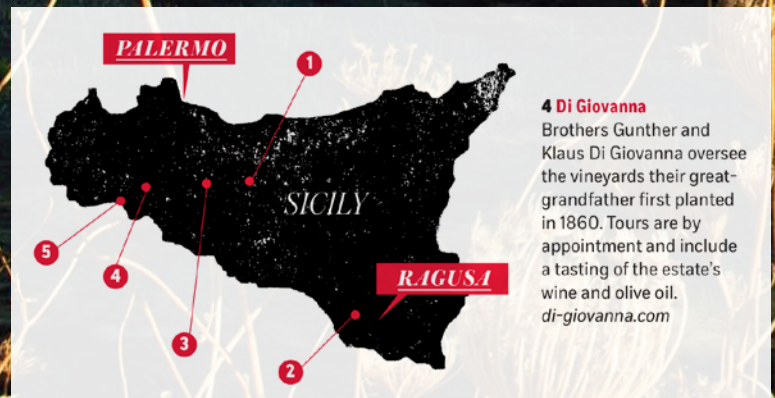 PALERMO
1
SICILY
5
4
3
2
RAGUSA
4 Di Giovanna
Brothers Gunther and
Klaus Di Giovanna oversee
the vineyards their great-
grandfather first planted
in 1860. Tours are by
appointment and include
a tasting of the estate's
wine and olive oil.
di-giovanna.com